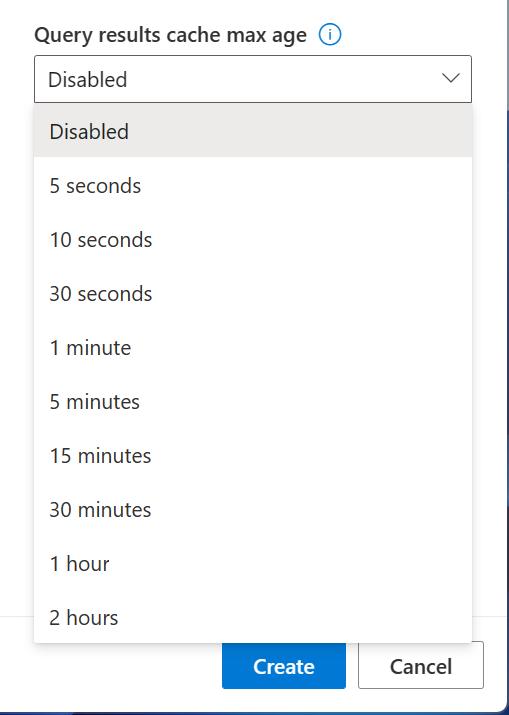 Query results cache max age
Disabled
Disabled
5 seconds
10 seconds
30 seconds
1 minute
5 minutes
15 minutes
30 minutes
1 hour
2 hours
Create Cancel